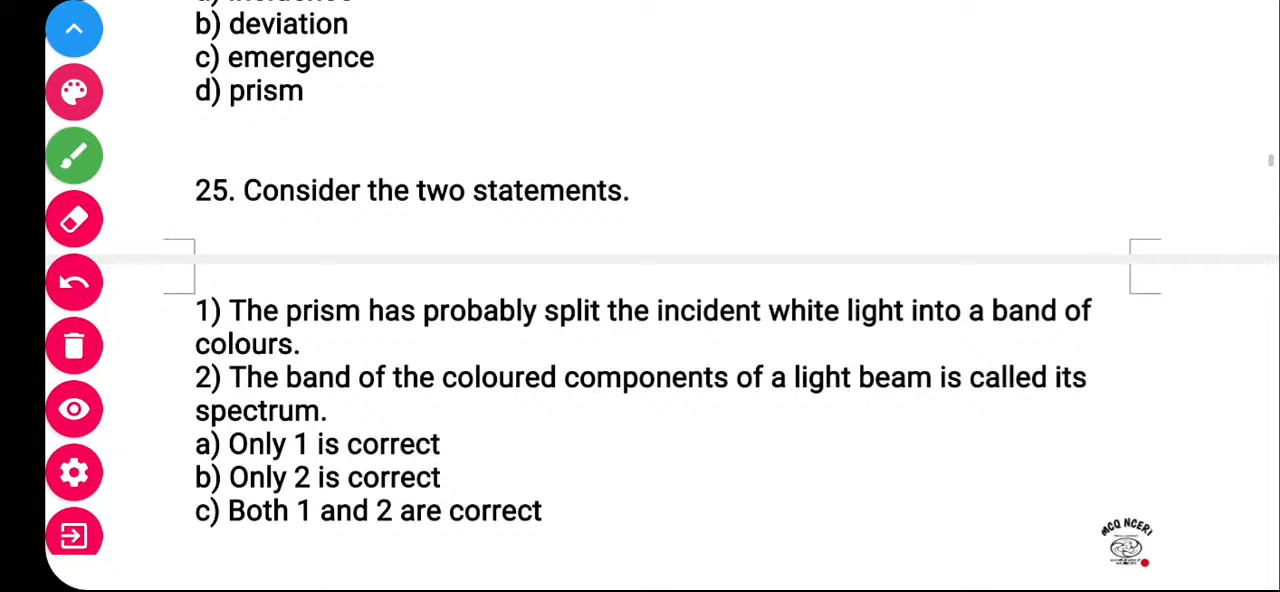 b) deviation
c) emergence
d) prism
25. Consider the two statements.
1) The prism has probably split the incident white light into a band of
colours.
2) The band of the coloured components of a light beam is called its
spectrum.
a) Only 1 is correct
b) Only 2 is correct
c) Both 1 and 2 are correct
MCQ NCERT